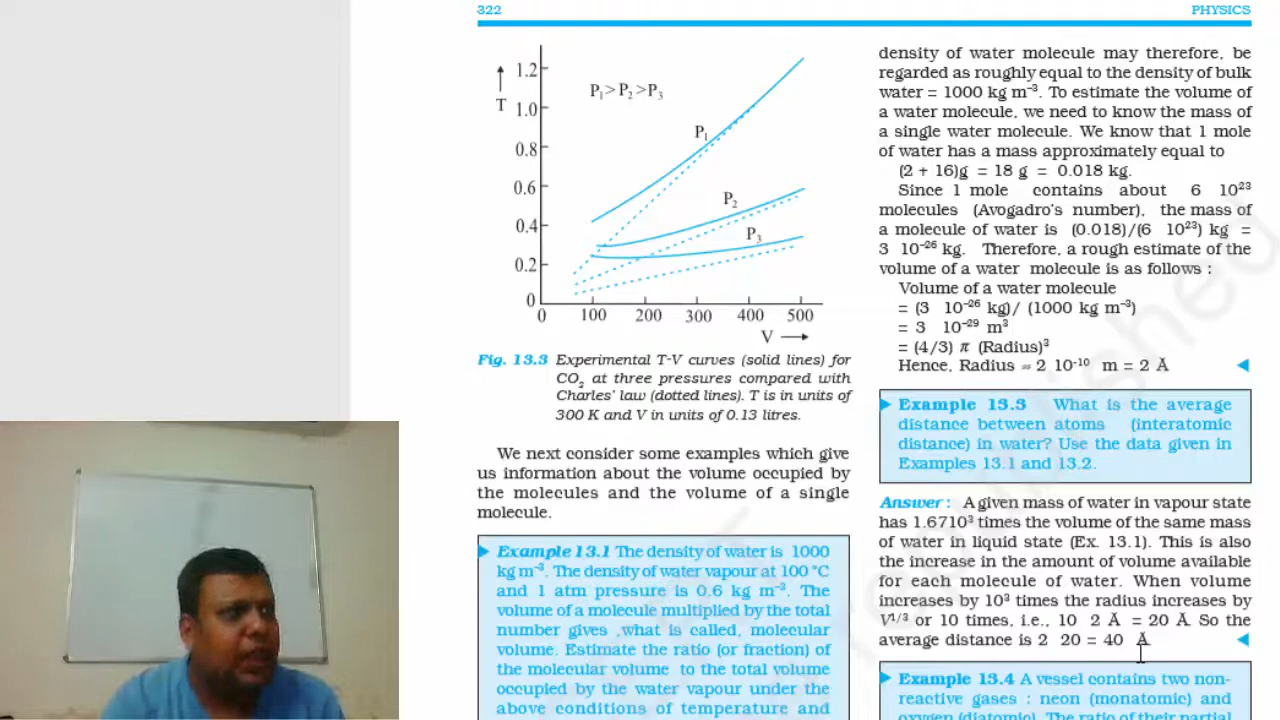 322
PHYSICS
1.2
T
1.0
0.8
0.6
0.4
0.2
0
P1 > P2 > P3
P1
P2
P3
0 100 200 300 400 500
V
Fig. 13.3 Experimental T-V curves (solid lines) for
CO2 at three pressures compared with
Charles' law (dotted lines). T is in units of
300 K and V in units of 0.13 litres.
We next consider some examples which give
us information about the volume occupied by
the molecules and the volume of a single
molecule.
Example 13.1 The density of water is 1000
kg m⁻³. The density of water vapour at 100 °C
and 1 atm pressure is 0.6 kg m⁻³. The
volume of a molecule multiplied by the total
number gives ,what is called, molecular
volume. Estimate the ratio (or fraction) of
the molecular volume to the total volume
occupied by the water vapour under the
above conditions of temperature and
density of water molecule may therefore, be
regarded as roughly equal to the density of bulk
water = 1000 kg m⁻³. To estimate the volume of
a water molecule, we need to know the mass of
a single water molecule. We know that 1 mole
of water has a mass approximately equal to
(2 + 16)g = 18 g = 0.018 kg.
Since 1 mole contains about 6 10²³
molecules (Avogadro's number), the mass of
a molecule of water is (0.018)/(6 10²³) kg =
3 10⁻²⁶ kg. Therefore, a rough estimate of the
volume of a water molecule is as follows :
Volume of a water molecule
= (3 10⁻²⁶ kg)/ (1000 kg m⁻³)
= 3 10⁻²⁹ m³
= (4/3) π (Radius)³
Hence, Radius ≈ 2 10⁻¹⁰ m = 2 Å
Example 13.3 What is the average
distance between atoms (interatomic
distance) in water? Use the data given in
Examples 13.1 and 13.2.
Answer : A given mass of water in vapour state
has 1.6710³ times the volume of the same mass
of water in liquid state (Ex. 13.1). This is also
the increase in the amount of volume available
for each molecule of water. When volume
increases by 10³ times the radius increases by
V¹/³ or 10 times, i.e., 10 2 Å = 20 Å. So the
average distance is 2 20 = 40 Å
Example 13.4 A vessel contains two non-
reactive gases : neon (monatomic) and
oxygen (diatomic). The ratio of their partial